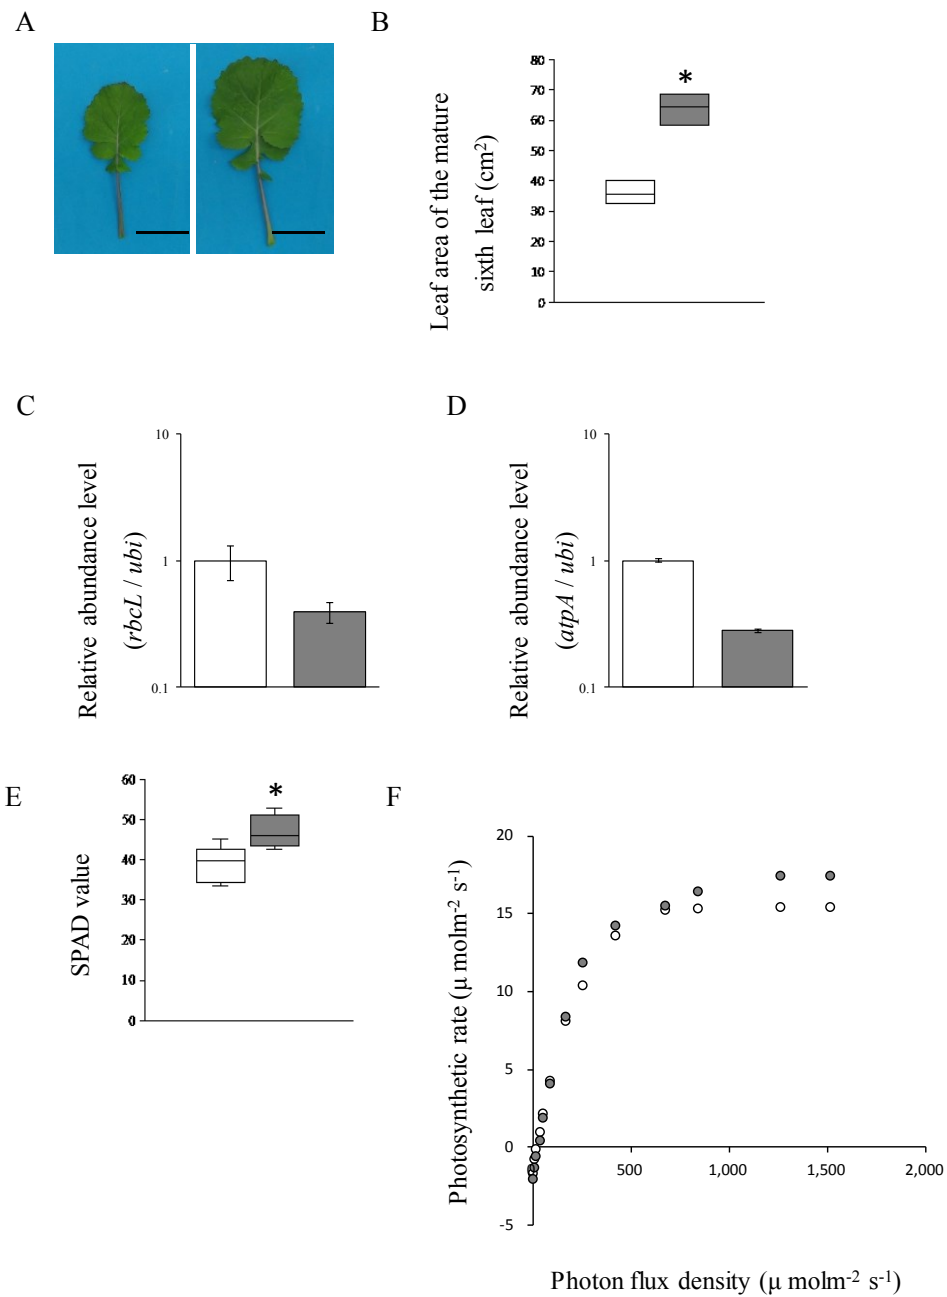 A
B
Leaf area of the mature
sixth leaf (cm2)
80
70
60
50
40
30
20
10
0
*
C
Relative abundance level
(rbcL / ubi)
10
1
0.1
D
Relative abundance level
(atpA / ubi)
10
1
0.1
E
SPAD value
60
50
40
30
20
10
0
*
F
Photosynthetic rate (μ molm-2 s-1)
20
15
10
5
0
-5
500
1,000
1,500
2,000
Photon flux density (μ molm-2 s-1)